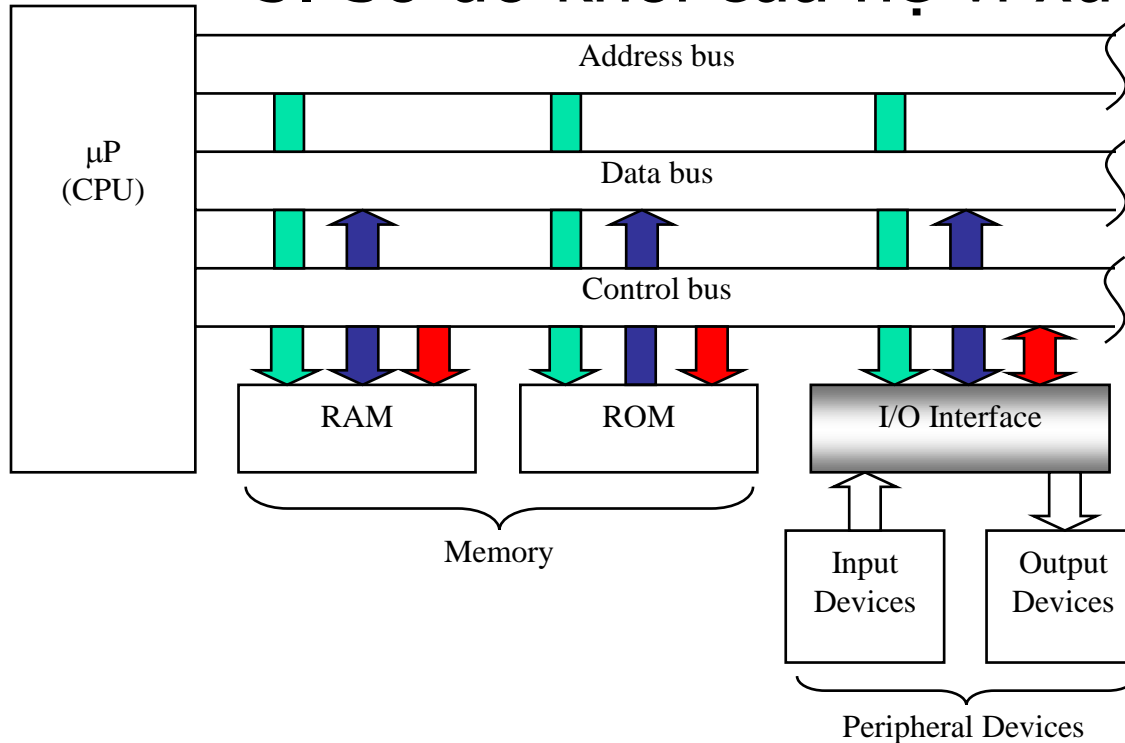 Address bus
μP
(CPU)
Data bus
Control bus
RAM
ROM
I/O Interface
Memory
Input
Devices
Output
Devices
Peripheral Devices